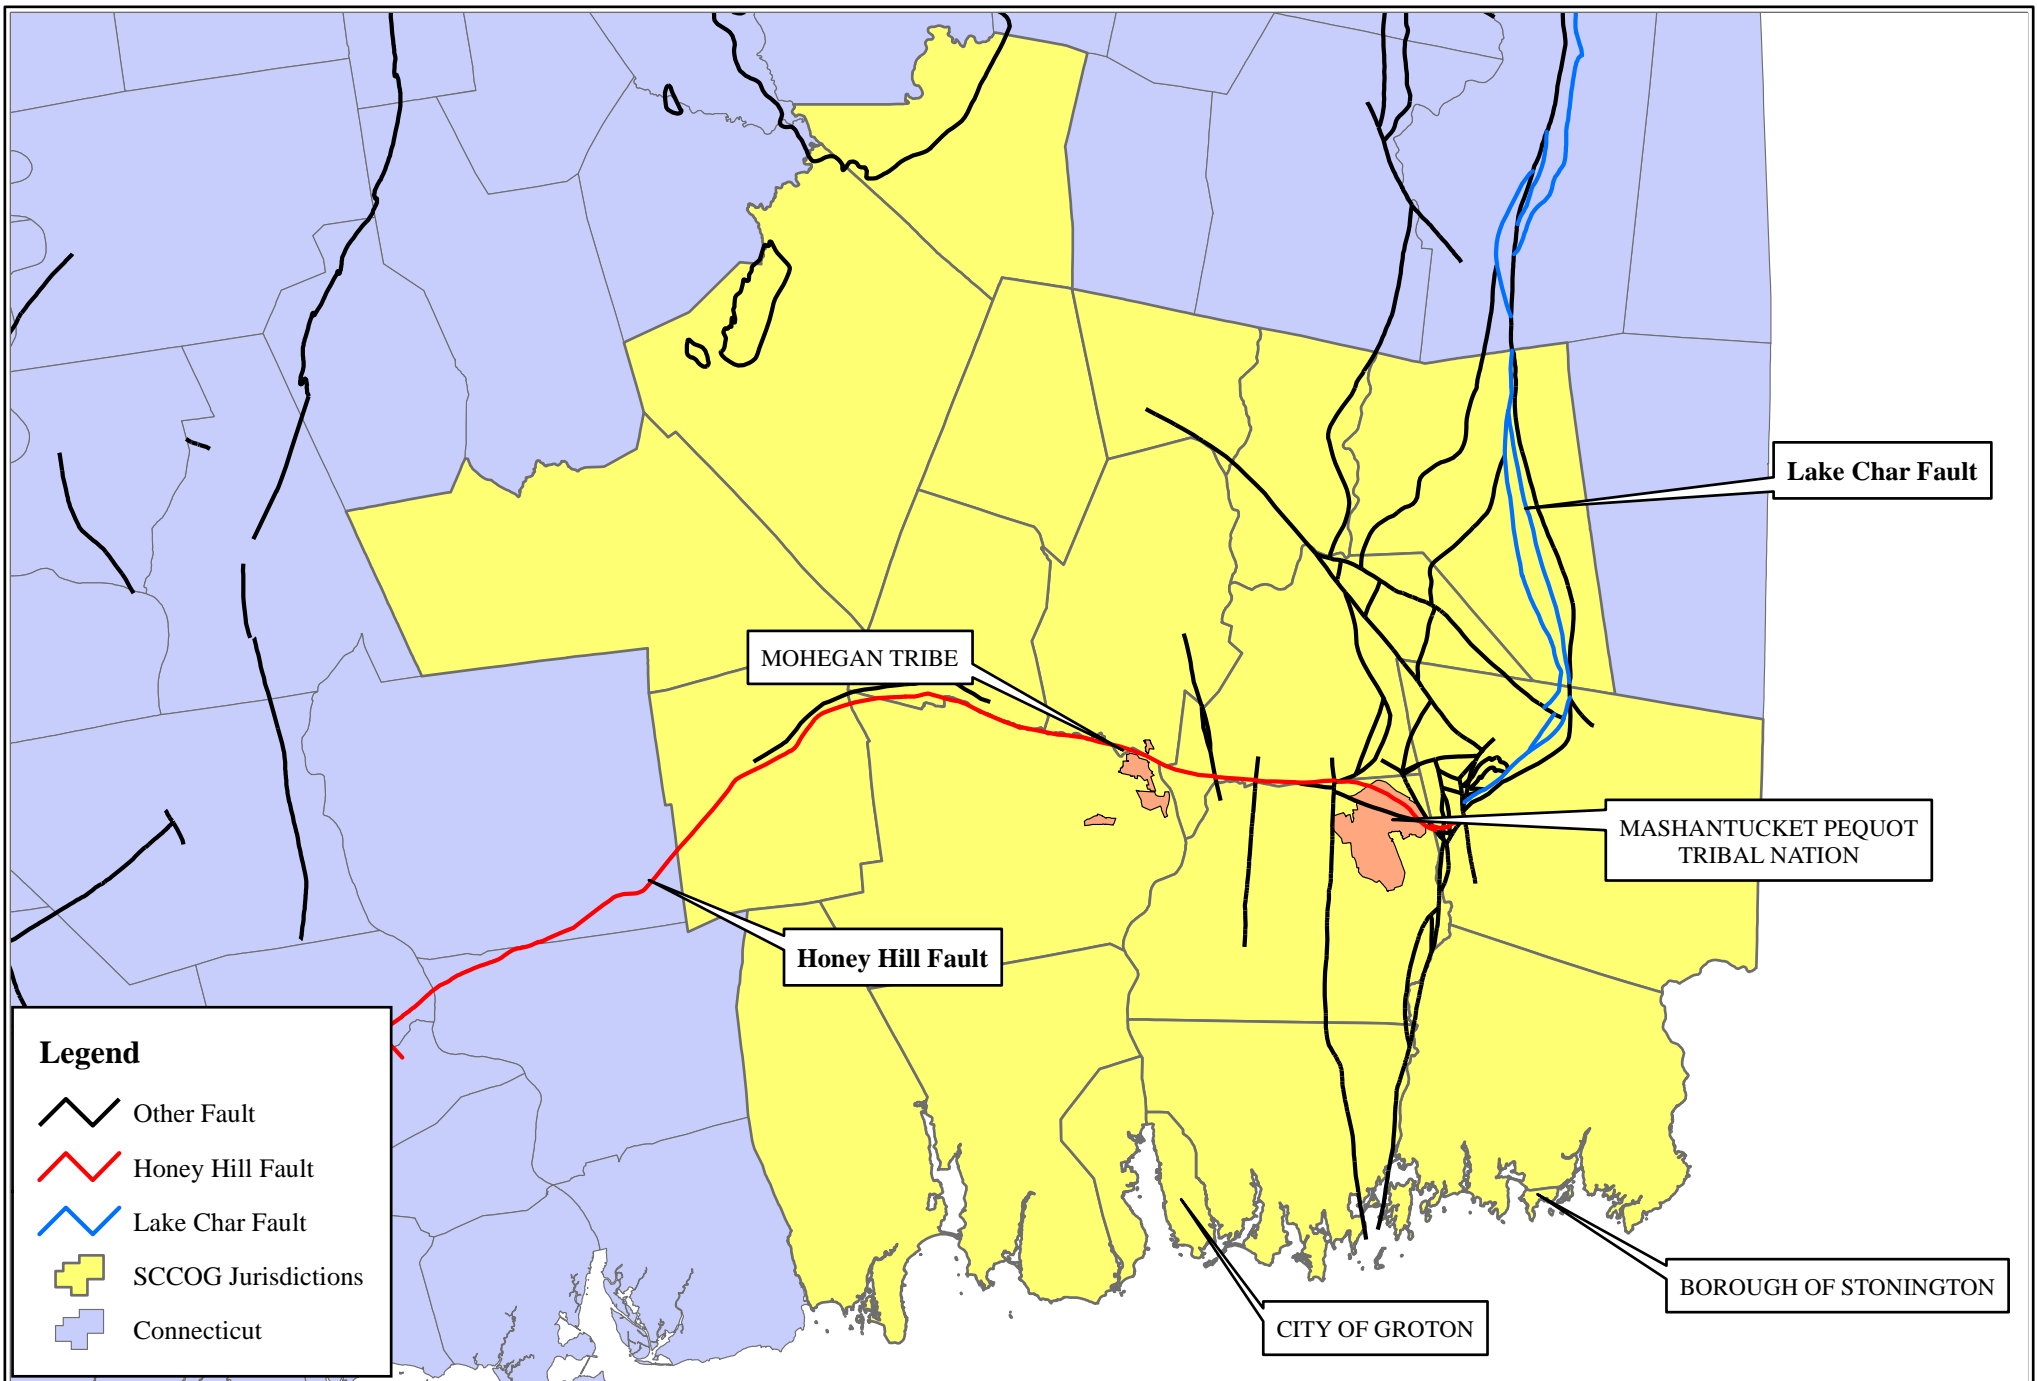 Lake Char Fault
MOHEGAN TRIBE
MASHANTUCKET PEQUOT
TRIBAL NATION
Honey Hill Fault
Legend
Other Fault
Honey Hill Fault
Lake Char Fault
SCCOG Jurisdictions
Connecticut
BOROUGH OF STONINGTON
CITY OF GROTON